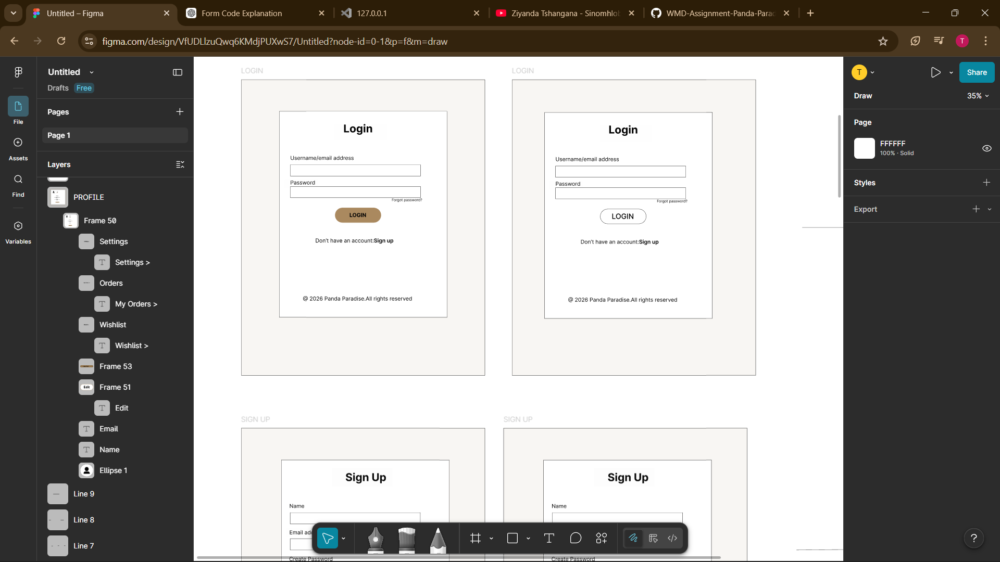 Untitled – Figma
Form Code Explanation
127.0.0.1
Ziyanda Tshangana - Sinomhlob
WMD-Assignment-Panda-Parad
figma.com/design/VfUDLlzuQwq6KMdjPUXwS7/Untitled?node-id=0-1&p=f&m=draw
T
Untitled
Drafts
Free
File
Assets
Find
Variables
Pages
Page 1
Layers
PROFILE
Frame 50
Settings
T
Settings >
Orders
T
My Orders >
Wishlist
T
Wishlist >
Frame 53
Edit
Frame 51
T
Edit
T
Email
T
Name
Ellipse 1
Line 9
Line 8
Line 7
LOGIN
Login
Username/email address
Password
Forgot password?
LOGIN
Don't have an account:Sign up
@ 2026 Panda Paradise.All rights reserved
LOGIN
Login
Username/email address
Password
Forgot password?
LOGIN
Don't have an account:Sign up
@ 2026 Panda Paradise.All rights reserved
SIGN UP
Sign Up
Name
Email add
Create Password
SIGN UP
Sign Up
Name
Create Password
T
Share
Draw
35%
Page
FFFFFF
100% · Solid
Styles
Export
?